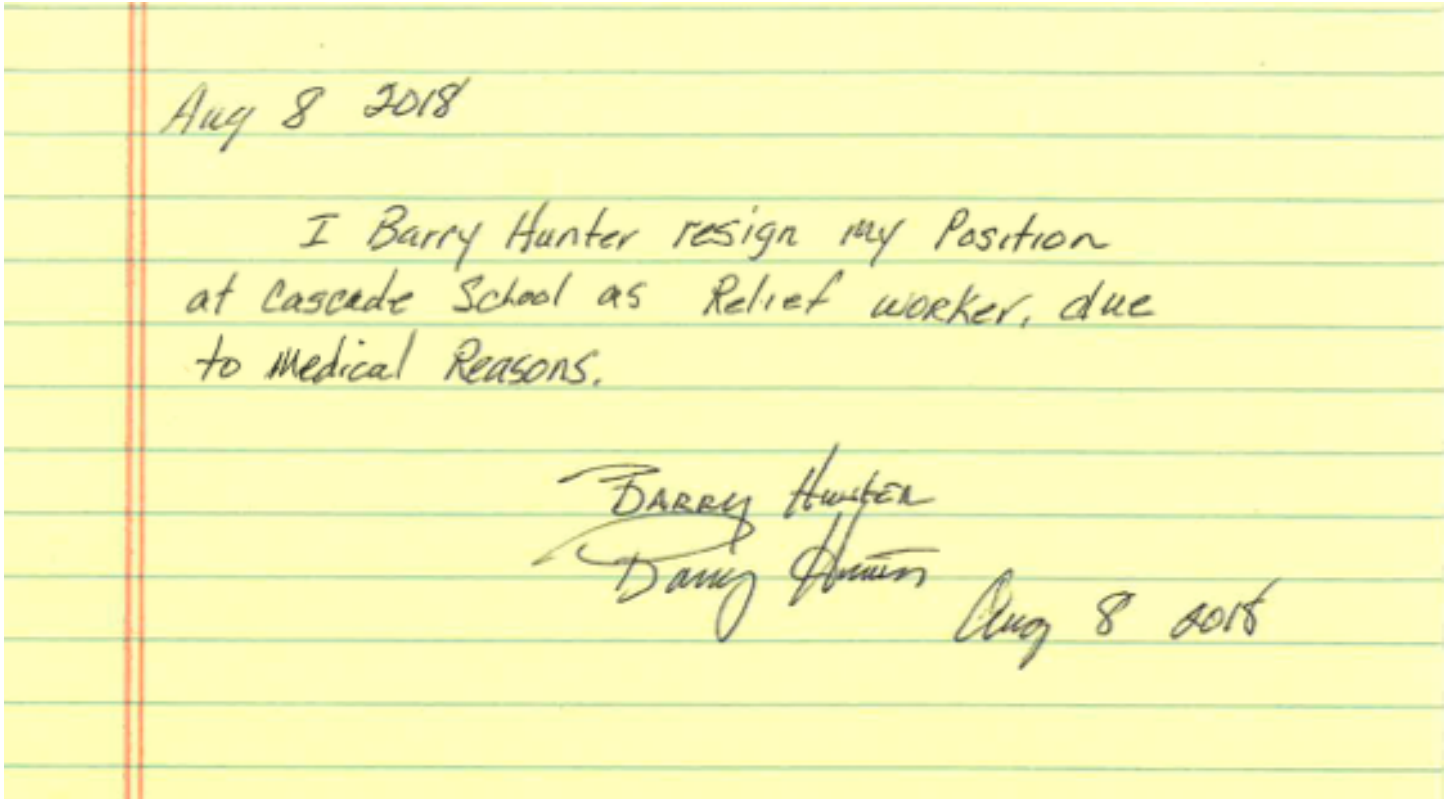 Aug 8 2018
I Barry Hunter resign my Position
at Cascade School as Relief worker, due
to Medical Reasons.
Barry Hunter
Barry Hunter
Aug 8 2018